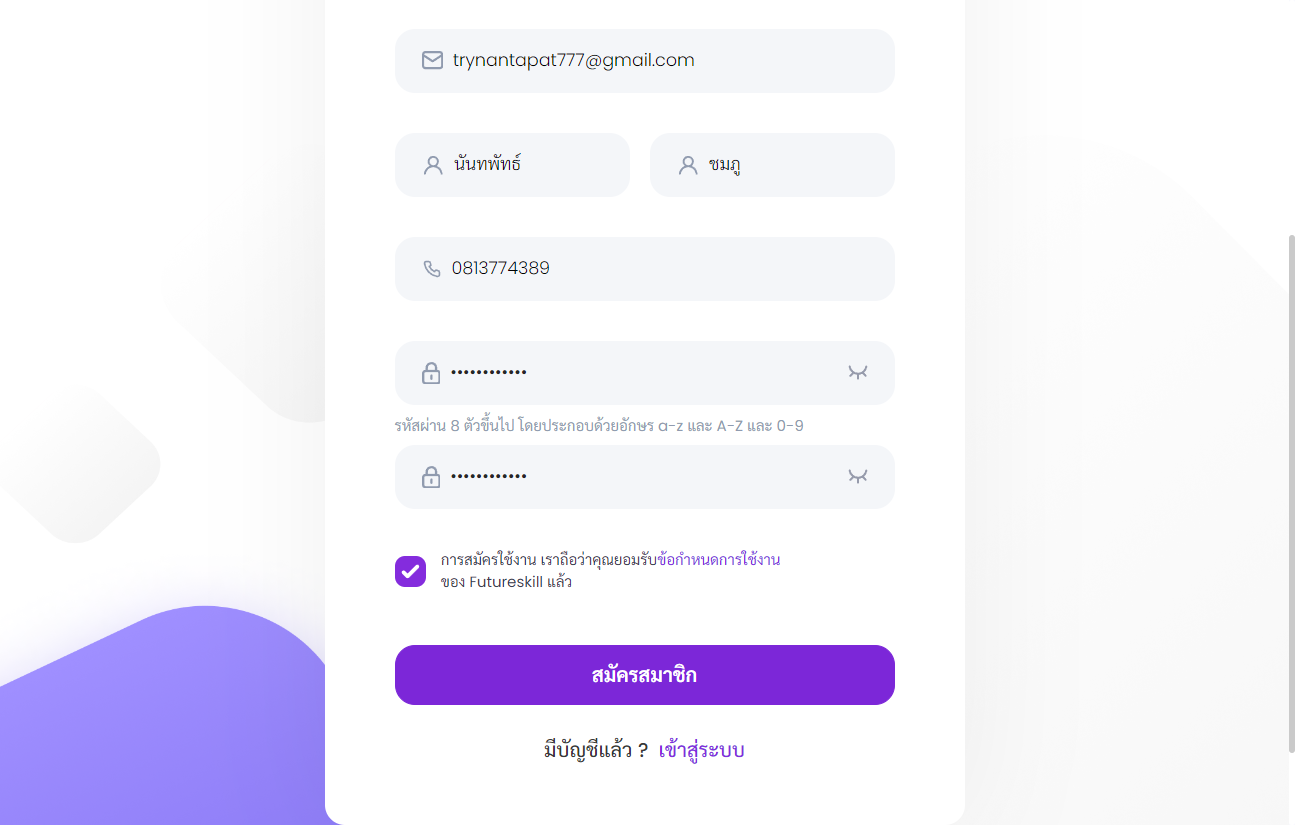 trynantapat777@gmail.com
นันทพัทธ์ ชมภู
0813774389
••••••••••••
รหัสผ่าน 8 ตัวขึ้นไป โดยประกอบด้วยอักษร a-z และ A-Z และ 0-9
••••••••••••
การสมัครใช้งาน เราถือว่าคุณยอมรับข้อกำหนดการใช้งาน
ของ Futureskill แล้ว
สมัครสมาชิก
มีบัญชีแล้ว ? เข้าสู่ระบบ